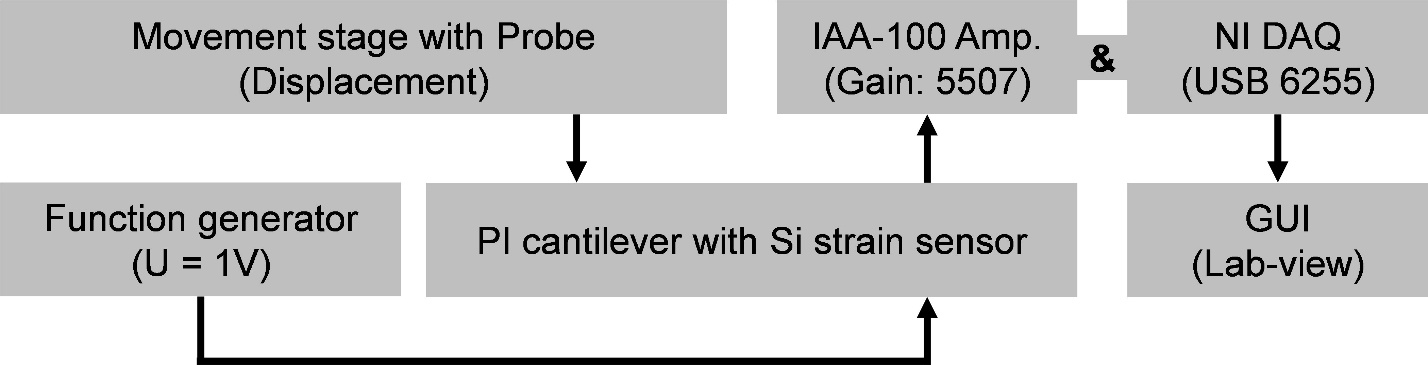 Movement stage with Probe
(Displacement)
IAA-100 Amp.
(Gain: 5507)
&
NI DAQ
(USB 6255)
Function generator
(U = 1V)
PI cantilever with Si strain sensor
GUI
(Lab-view)